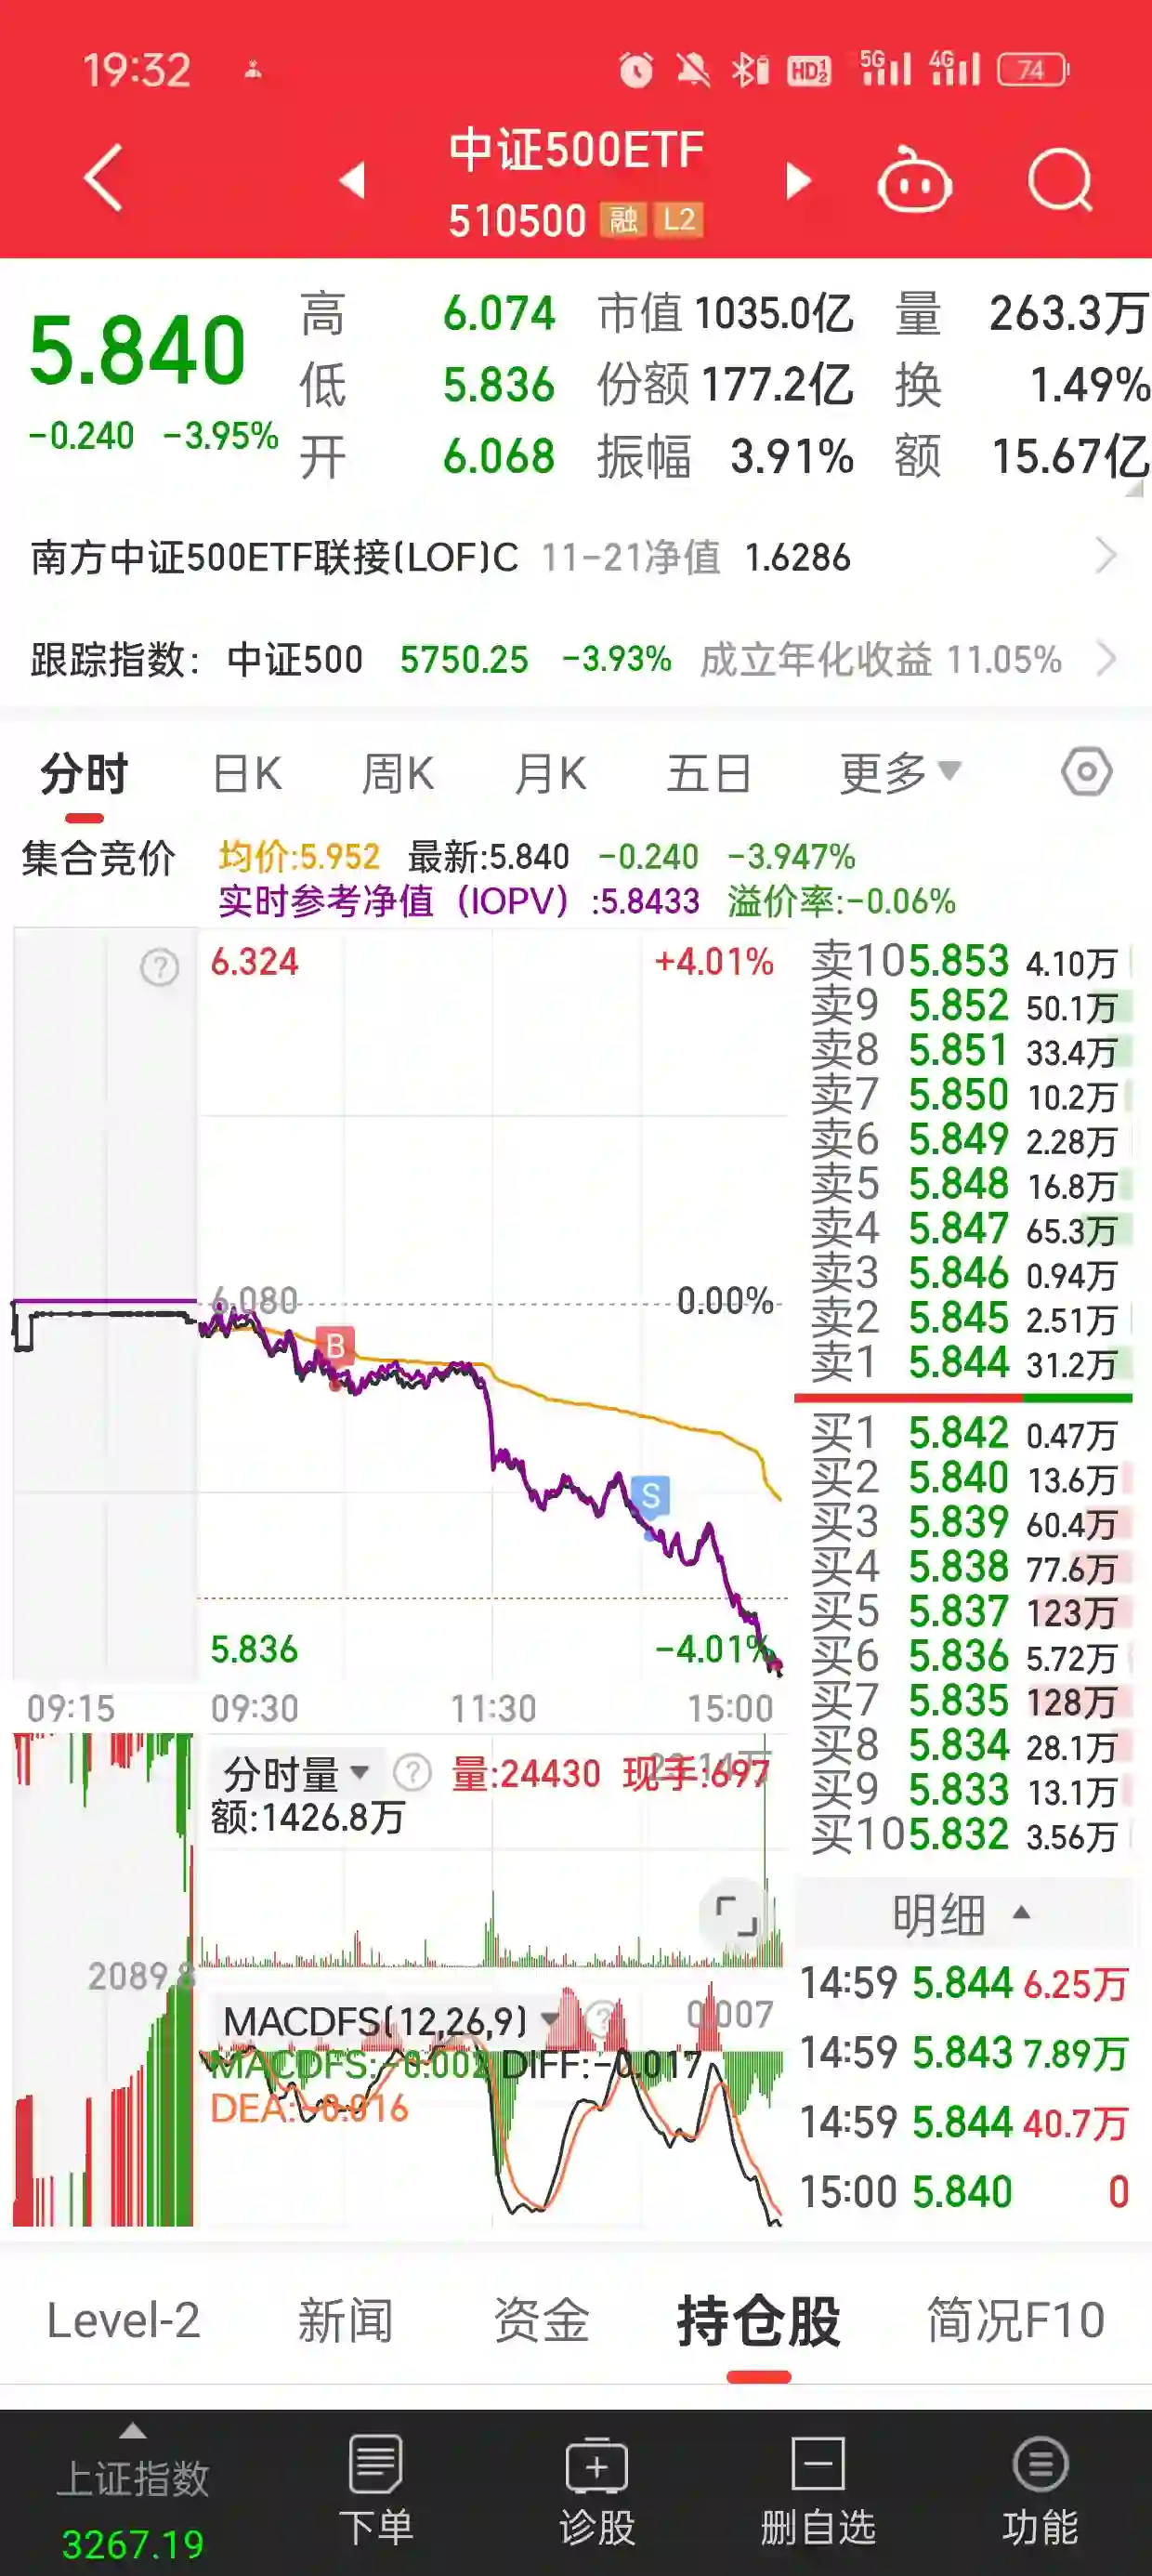 19:32 HD 1 2 5G 4G 74
中证500ETF
510500 融 L2
5.840
-0.240 -3.95%
高 6.074 市值 1035.0亿 量 263.3万
低 5.836 份额 177.2亿 换 1.49%
开 6.068 振幅 3.91% 额 15.67亿
南方中证500ETF联接(LOF)C 11-21净值 1.6286
跟踪指数: 中证500 5750.25 -3.93% 成立年化收益 11.05%
分时 日K 周K 月K 五日 更多
集合竞价 均价:5.952 最新:5.840 -0.240 -3.947%
实时参考净值 (IOPV) :5.8433 溢价率:-0.06%
6.324 +4.01%
6.080 0.00%
B
S
5.836 -4.01%
09:15 09:30 11:30 15:00
卖10 5.853 4.10万
卖9 5.852 50.1万
卖8 5.851 33.4万
卖7 5.850 10.2万
卖6 5.849 2.28万
卖5 5.848 16.8万
卖4 5.847 65.3万
卖3 5.846 0.94万
卖2 5.845 2.51万
卖1 5.844 31.2万
买1 5.842 0.47万
买2 5.840 13.6万
买3 5.839 60.4万
买4 5.838 77.6万
买5 5.837 123万
买6 5.836 5.72万
买7 5.835 128万
买8 5.834 28.1万
买9 5.833 13.1万
买10 5.832 3.56万
分时量 量:24430 现手:697
额:1426.8万
2089.8
MACDFS(12,26,9) 0.007
MACDFS:-0.002 DIFF:-0.017
DEA:-0.016
明细
14:59 5.844 6.25万
14:59 5.843 7.89万
14:59 5.844 40.7万
15:00 5.840 0
Level-2 新闻 资金 持仓股 简况F10
上证指数
3267.19
下单 诊股 删自选 功能